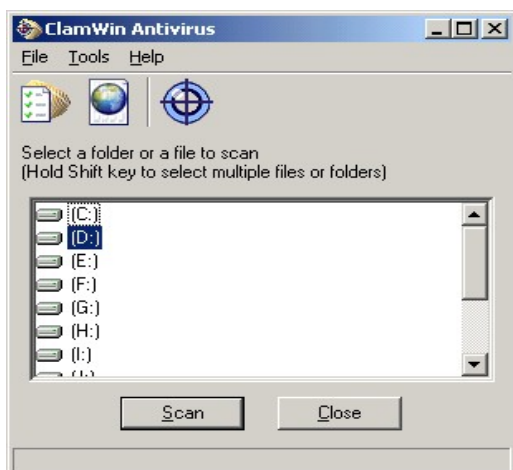 ClamWin Antivirus
File Tools Help
Select a folder or a file to scan
(Hold Shift key to select multiple files or folders)
(C:)
(D:)
(E:)
(F:)
(G:)
(H:)
(I:)
Scan Close